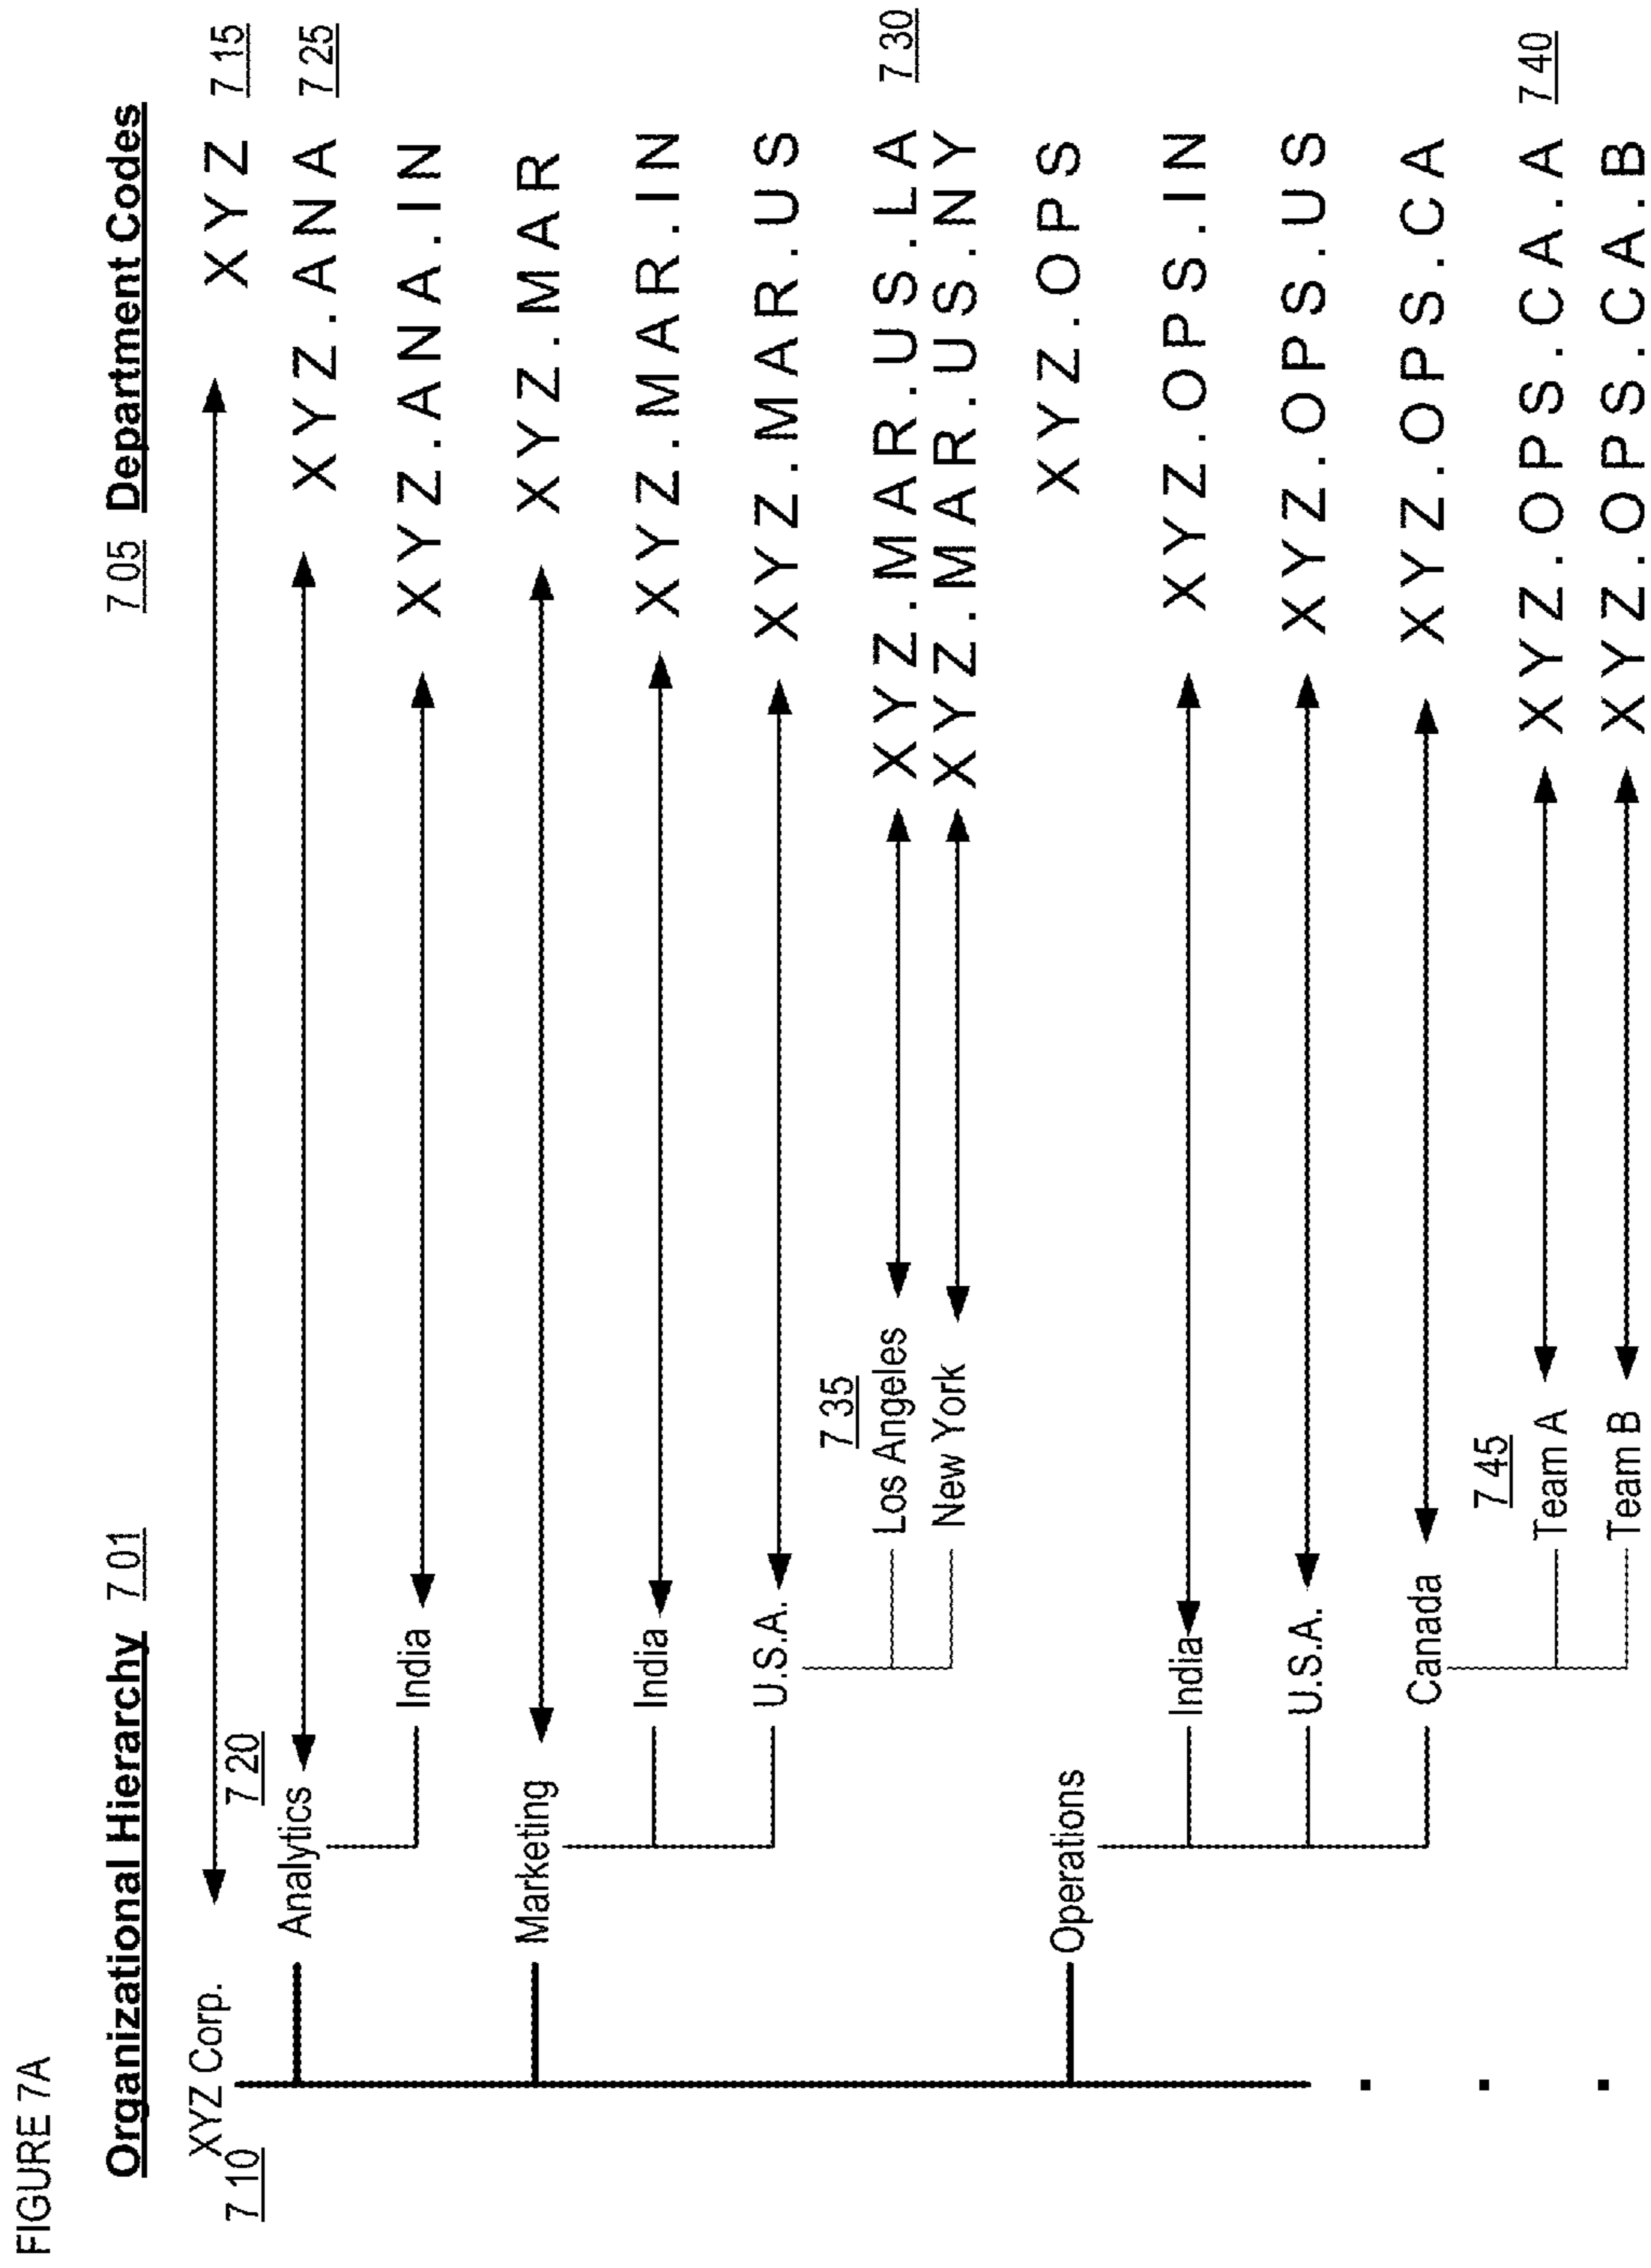 FIGURE 7A
Organizational Hierarchy 7 01 7 05 Department Codes
XYZ Corp. XYZ 7 15
7 10 7 20
Analytics XYZ.ANA 7 25
India XYZ.ANA.IN
Marketing XYZ.MAR
India XYZ.MAR.IN
U.S.A. XYZ.MAR.US
7 35
Los Angeles XYZ.MAR.US.LA 7 30
New York XYZ.MAR.US.NY
Operations XYZ.OPS
India XYZ.OPS.IN
U.S.A. XYZ.OPS.US
Canada XYZ.OPS.CA
7 45
Team A XYZ.OPS.CA.A 7 40
Team B XYZ.OPS.CA.B